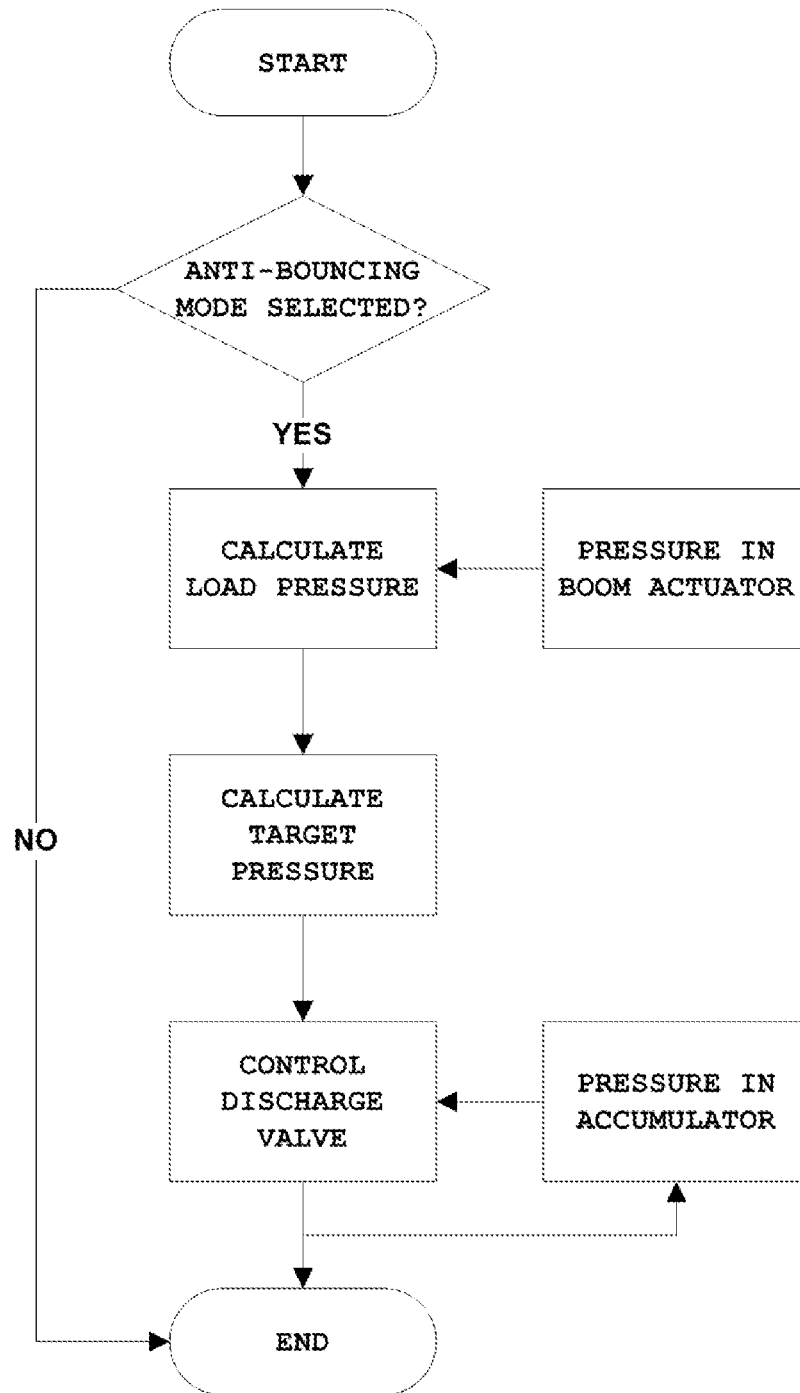 START
ANTI-BOUNCING
MODE SELECTED?
YES
CALCULATE
LOAD PRESSURE
PRESSURE IN
BOOM ACTUATOR
CALCULATE
TARGET
PRESSURE
NO
CONTROL
DISCHARGE
VALVE
PRESSURE IN
ACCUMULATOR
END